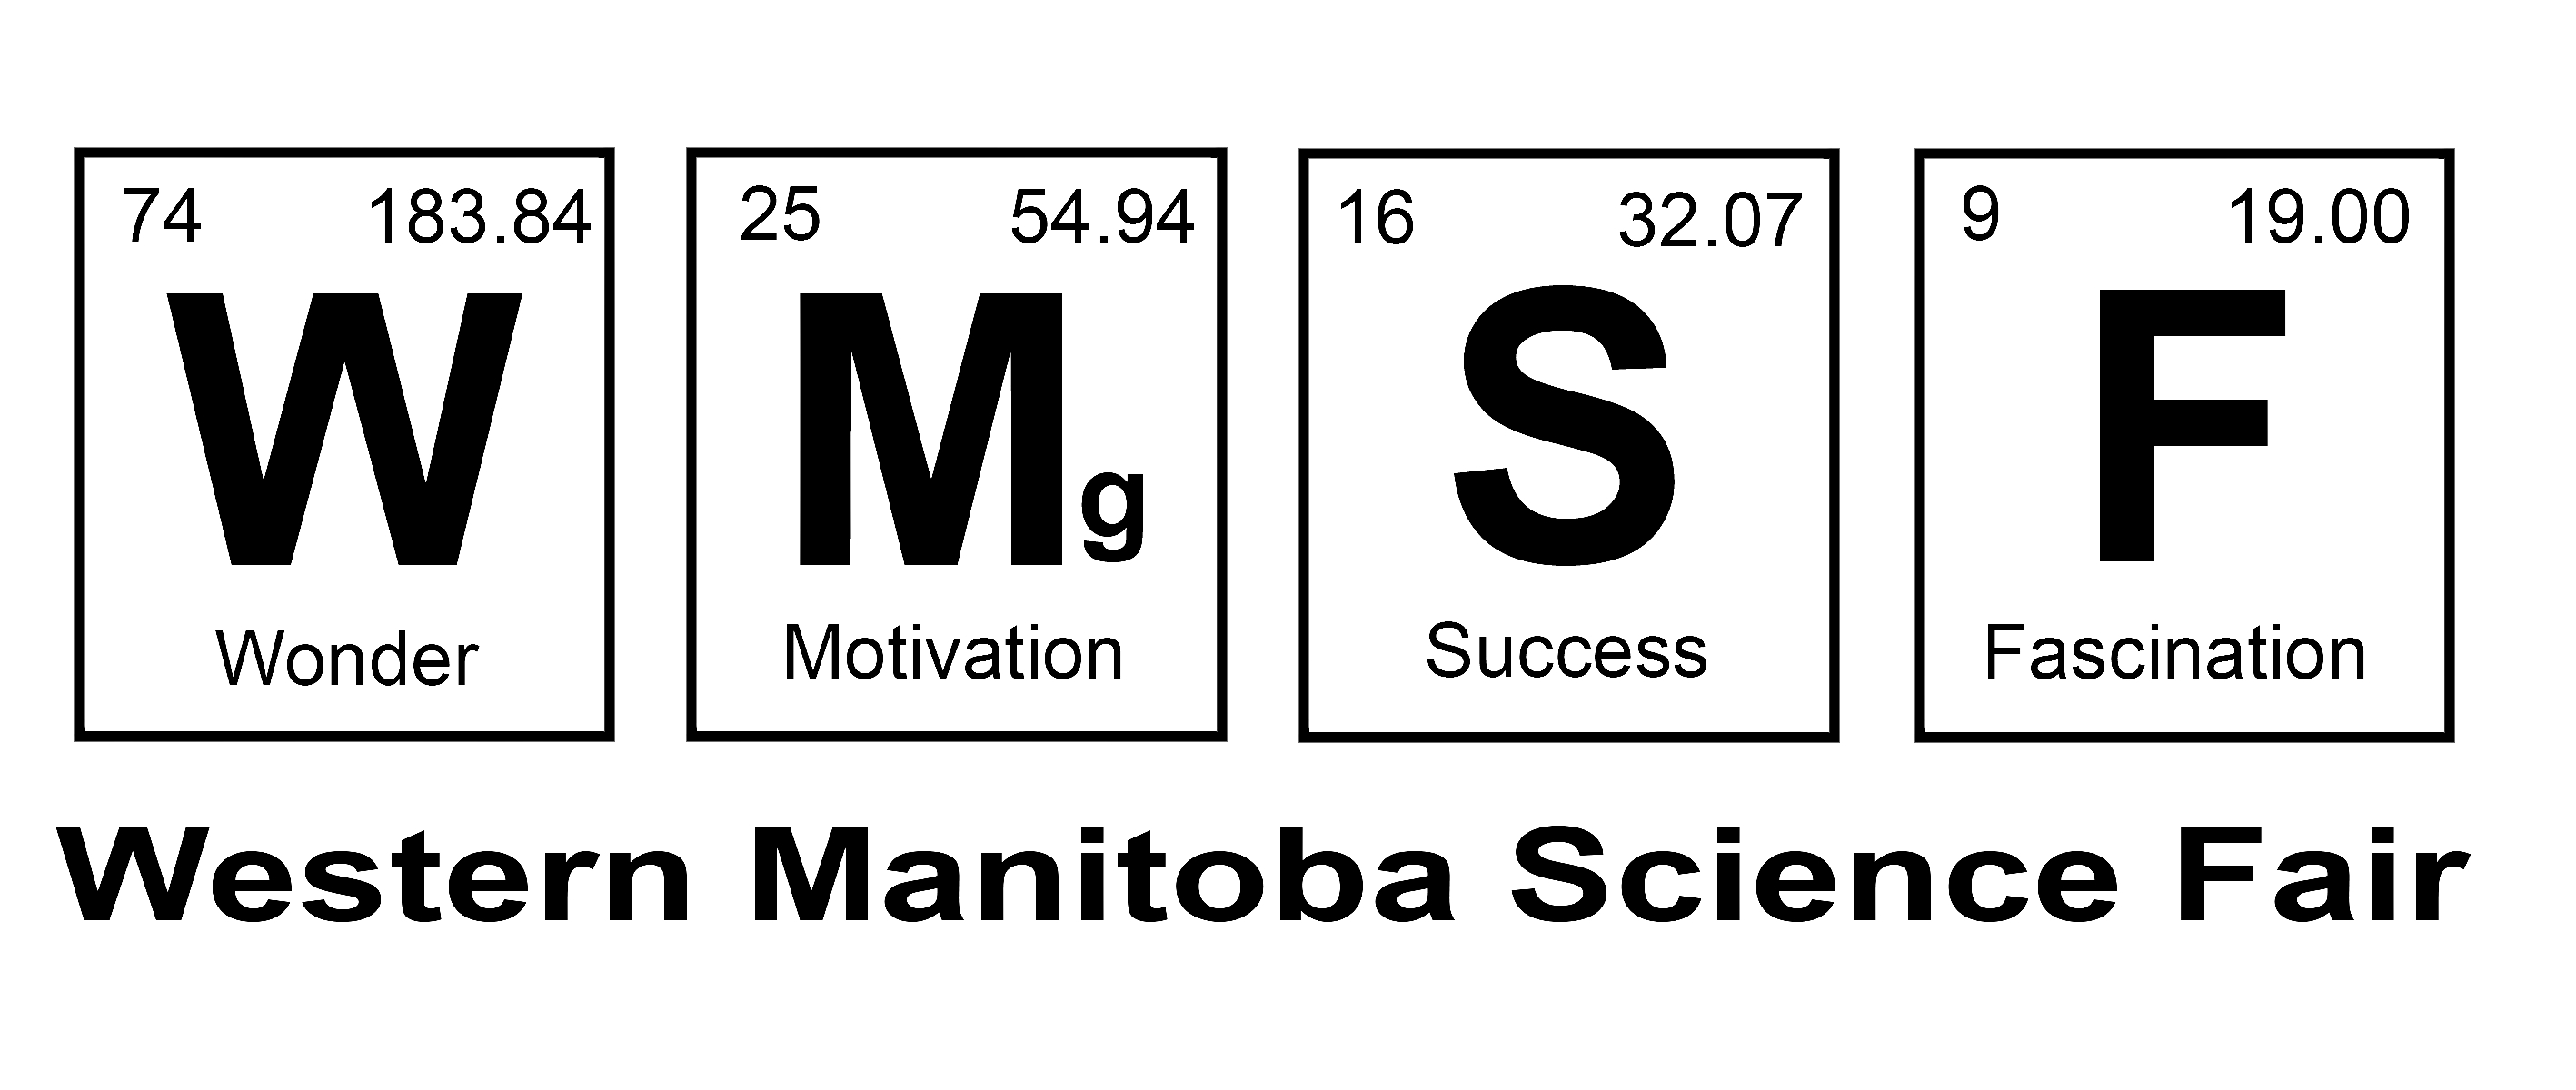 74 183.84 25 54.94 16 32.07 9 19.00
W Mg S F
Wonder Motivation Success Fascination
Western Manitoba Science Fair